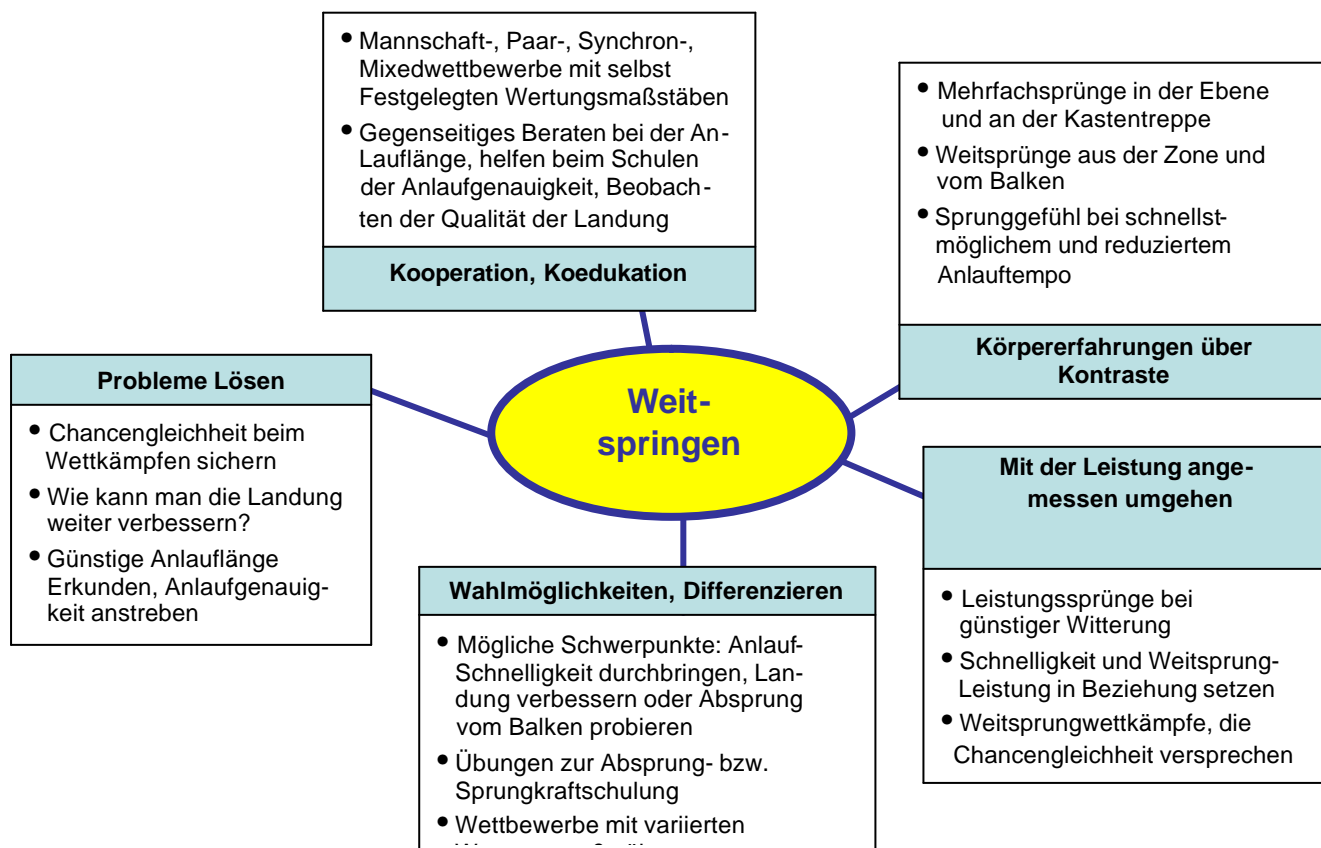 • Mannschaft-, Paar-, Synchron-,
Mixedwettbewerbe mit selbst
Festgelegten Wertungsmaßstäben
• Gegenseitiges Beraten bei der An-
Lauflänge, helfen beim Schulen
der Anlaufgenauigkeit, Beobach-
ten der Qualität der Landung
Kooperation, Koedukation
• Mehrfachsprünge in der Ebene
und an der Kastentreppe
• Weitsprünge aus der Zone und
vom Balken
• Sprunggefühl bei schnellst-
möglichem und reduziertem
Anlauftempo
Körpererfahrungen über
Kontraste
Probleme Lösen
• Chancengleichheit beim
Wettkämpfen sichern
• Wie kann man die Landung
weiter verbessern?
• Günstige Anlauflänge
Erkunden, Anlaufgenauig-
keit anstreben
Weit-
springen
Mit der Leistung ange-
messen umgehen
• Leistungssprünge bei
günstiger Witterung
• Schnelligkeit und Weitsprung-
Leistung in Beziehung setzen
• Weitsprungwettkämpfe, die
Chancengleichheit versprechen
Wahlmöglichkeiten, Differenzieren
• Mögliche Schwerpunkte: Anlauf-
Schnelligkeit durchbringen, Lan-
dung verbessern oder Absprung
vom Balken probieren
• Übungen zur Absprung- bzw.
Sprungkraftschulung
• Wettbewerbe mit variierten